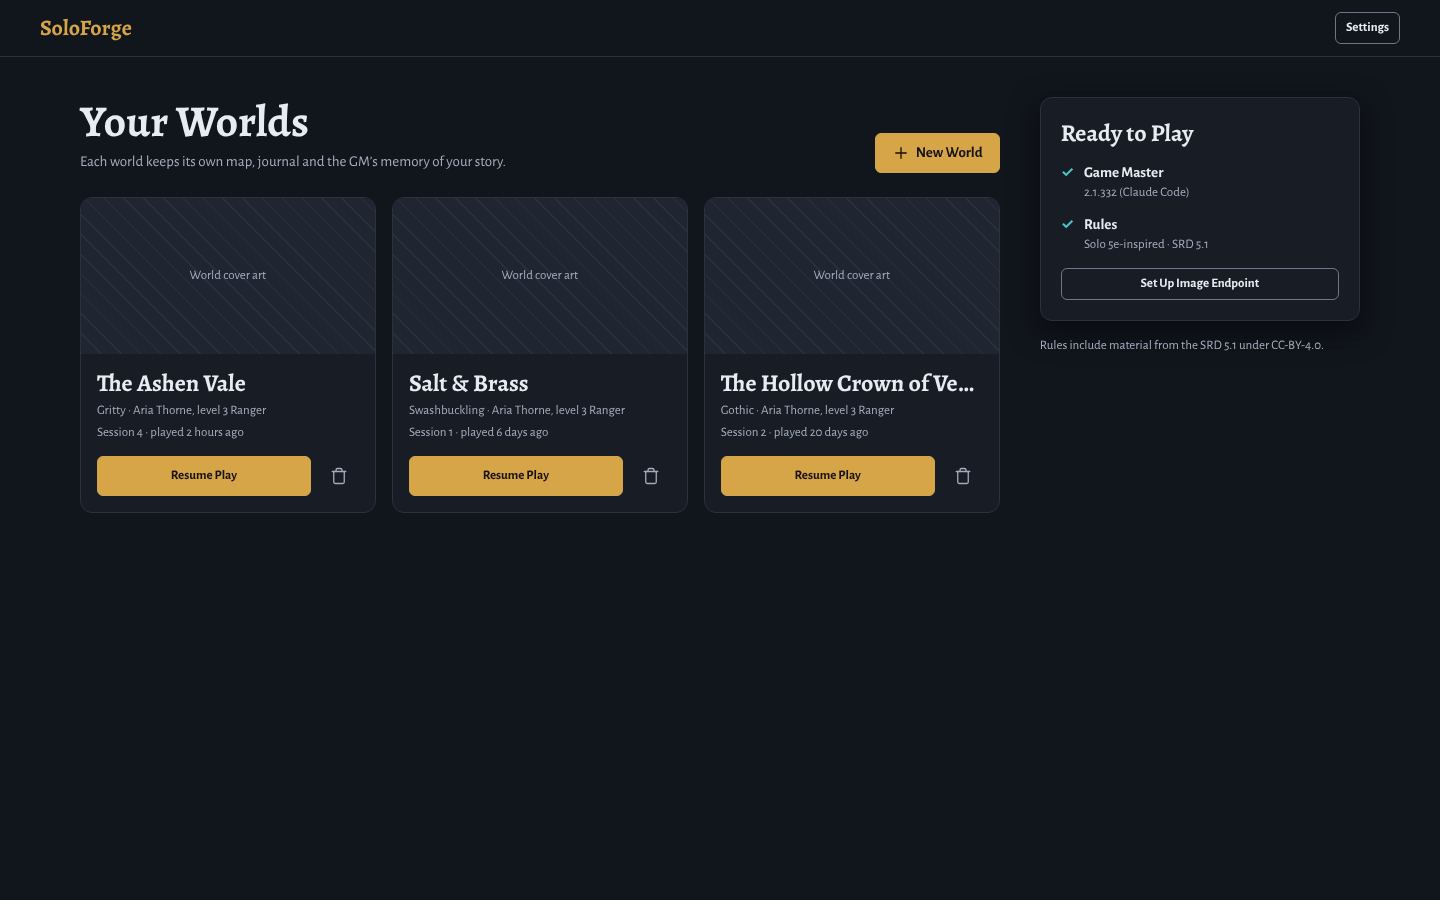 SoloForge
Settings
Your Worlds
Each world keeps its own map, journal and the GM's memory of your story.
New World
World cover art
The Ashen Vale
Gritty · Aria Thorne, level 3 Ranger
Session 4 · played 2 hours ago
Resume Play
World cover art
Salt & Brass
Swashbuckling · Aria Thorne, level 3 Ranger
Session 1 · played 6 days ago
Resume Play
World cover art
The Hollow Crown of Ve...
Gothic · Aria Thorne, level 3 Ranger
Session 2 · played 20 days ago
Resume Play
Ready to Play
Game Master
2.1.332 (Claude Code)
Rules
Solo 5e-inspired · SRD 5.1
Set Up Image Endpoint
Rules include material from the SRD 5.1 under CC-BY-4.0.